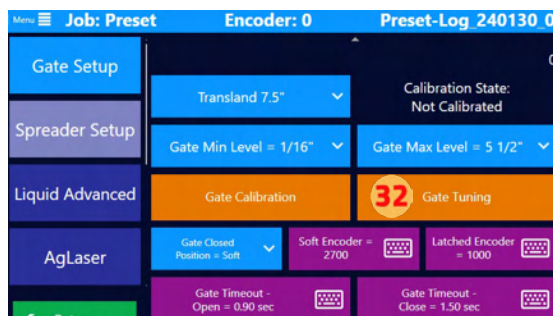 Menu Job: Preset Encoder: 0 Preset-Log_240130_0
Gate Setup
Transland 7.5"
Calibration State:
Not Calibrated
Spreader Setup
Gate Min Level = 1/16"
Gate Max Level = 5 1/2"
Liquid Advanced
Gate Calibration
32 Gate Tuning
AgLaser
Gate Closed
Position = Soft
Soft Encoder =
2700
Latched Encoder
= 1000
Gate Timeout -
Open = 0.90 sec
Gate Timeout -
Close = 1.50 sec